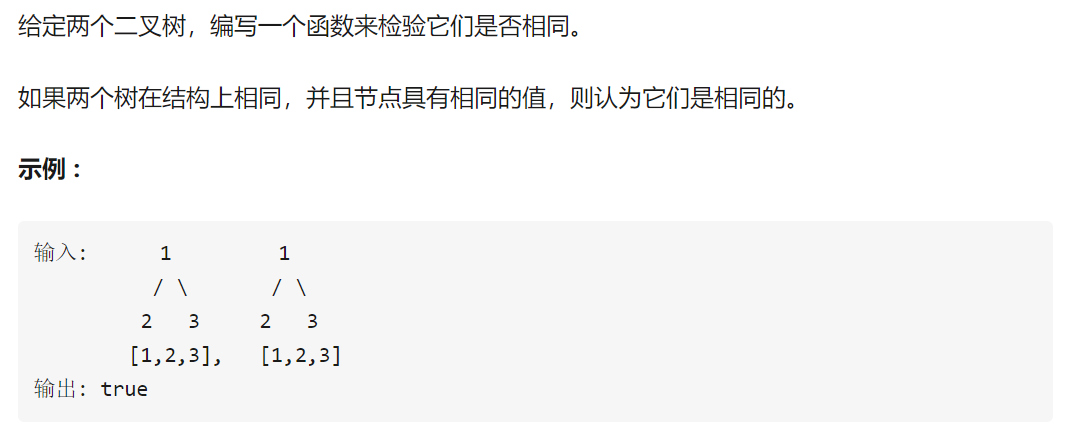 给定两个二叉树，编写一个函数来检验它们是否相同。
如果两个树在结构上相同，并且节点具有相同的值，则认为它们是相同的。
示例：
输入:      1         1
          / \       / \
         2   3     2   3
        [1,2,3],   [1,2,3]
输出: true